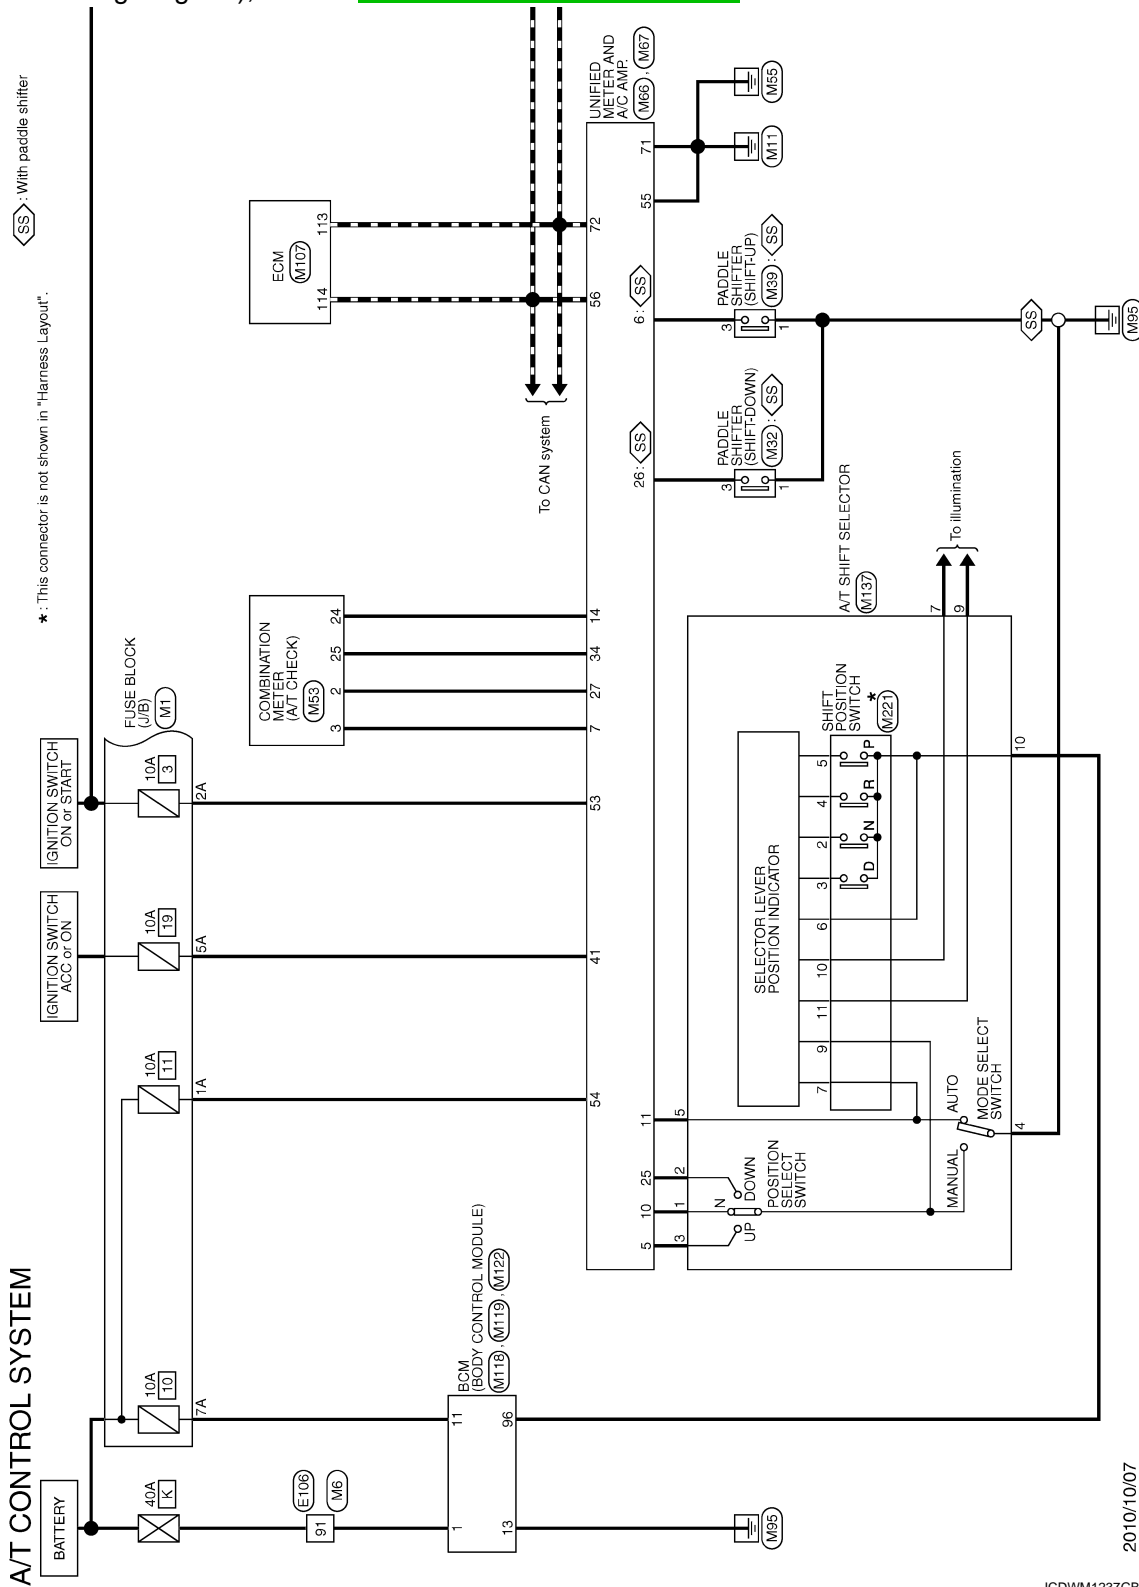 A/T CONTROL SYSTEM
SS : With paddle shifter
* : This connector is not shown in "Harness Layout".
BATTERY
IGNITION SWITCH
ACC or ON
IGNITION SWITCH
ON or START
40A
K
10A
10
10A
11
10A
19
10A
3
FUSE BLOCK
(J/B)
M1
7A
1A
5A
2A
E106
91
M6
COMBINATION
METER
(A/T CHECK)
M53
3
2
25
24
ECM
M107
114
113
To CAN system
BCM
(BODY CONTROL MODULE)
M118 , M119 , M122
1
11
13
96
M95
54
41
53
7
27
34
14
56
72
UNIFIED
METER AND
A/C AMP.
M66 , M67
5
10
25
11
26 : SS
6 : SS
55
71
3
1
2
5
N
UP
DOWN
POSITION
SELECT
SWITCH
MANUAL
AUTO
MODE SELECT
SWITCH
4
SELECTOR LEVER
POSITION INDICATOR
7
9
11
10
6
3
2
4
5
D
N
R
P
SHIFT
POSITION
SWITCH
*
M221
10
7
9
A/T SHIFT SELECTOR
M137
To illumination
PADDLE
SHIFTER
(SHIFT-DOWN)
M32 : SS
3
1
PADDLE
SHIFTER
(SHIFT-UP)
M39 : SS
3
1
M11
M55
SS
M95
2010/10/07